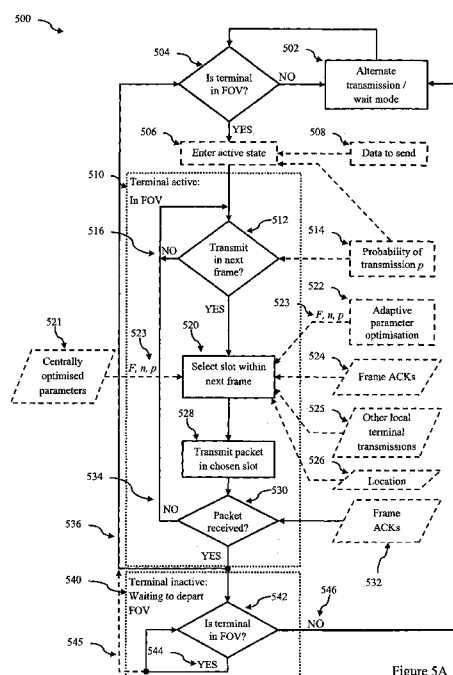 500
504
502
Is terminal
in FOV?
NO
Alternate
transmission /
wait mode
YES
506
508
Enter active state
Data to send
510
Terminal active:
In FOV
512
516
NO
Transmit
in next
frame?
514
Probability of
transmission p
YES
522
523
F, n, p
Adaptive
parameter
optimisation
521
Centrally
optimised
parameters
523
F, n, p
520
Select slot within
next frame
524
Frame ACKs
525
Other local
terminal
transmissions
528
Transmit packet
in chosen slot
526
Location
534
530
NO
Packet
received?
Frame
ACKs
532
536
YES
540
Terminal inactive:
Waiting to depart
FOV
542
546
Is terminal
in FOV?
NO
544
YES
545
Figure 5A